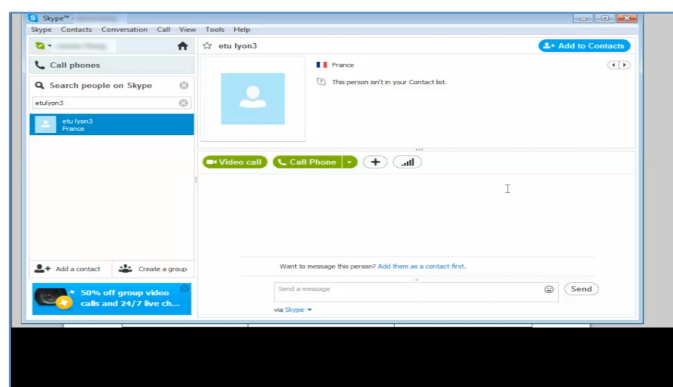 Skype™ -
Skype Contacts Conversation Call View Tools Help
Call phones
Search people on Skype
etulyon3
etu lyon3
France
Add a contact
Create a group
50% off group video
calls and 24/7 live ch...
etu lyon3
Add to Contacts
France
This person isn't in your Contact list.
Video call
Call Phone
Want to message this person? Add them as a contact first.
Send a message
Send
via Skype